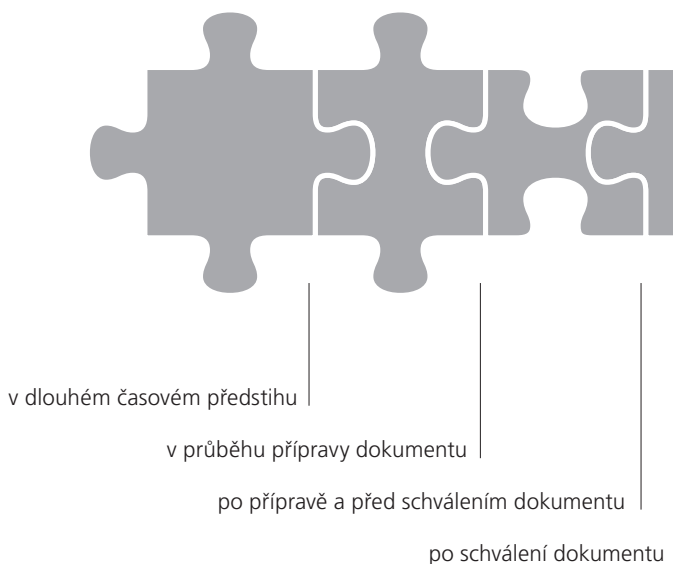 v dlouhém časovém předstihu
v průběhu přípravy dokumentu
po přípravě a před schválením dokumentu
po schválení dokumentu